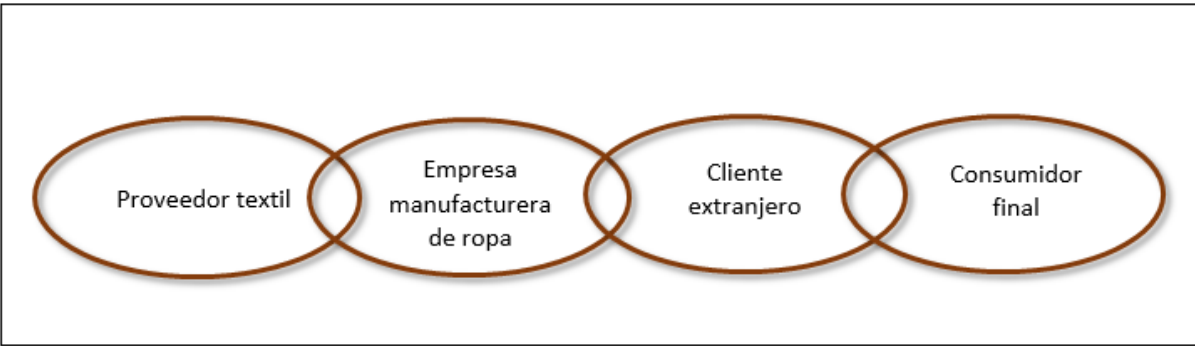 Proveedor textil
Empresa
manufacturera
de ropa
Cliente
extranjero
Consumidor
final